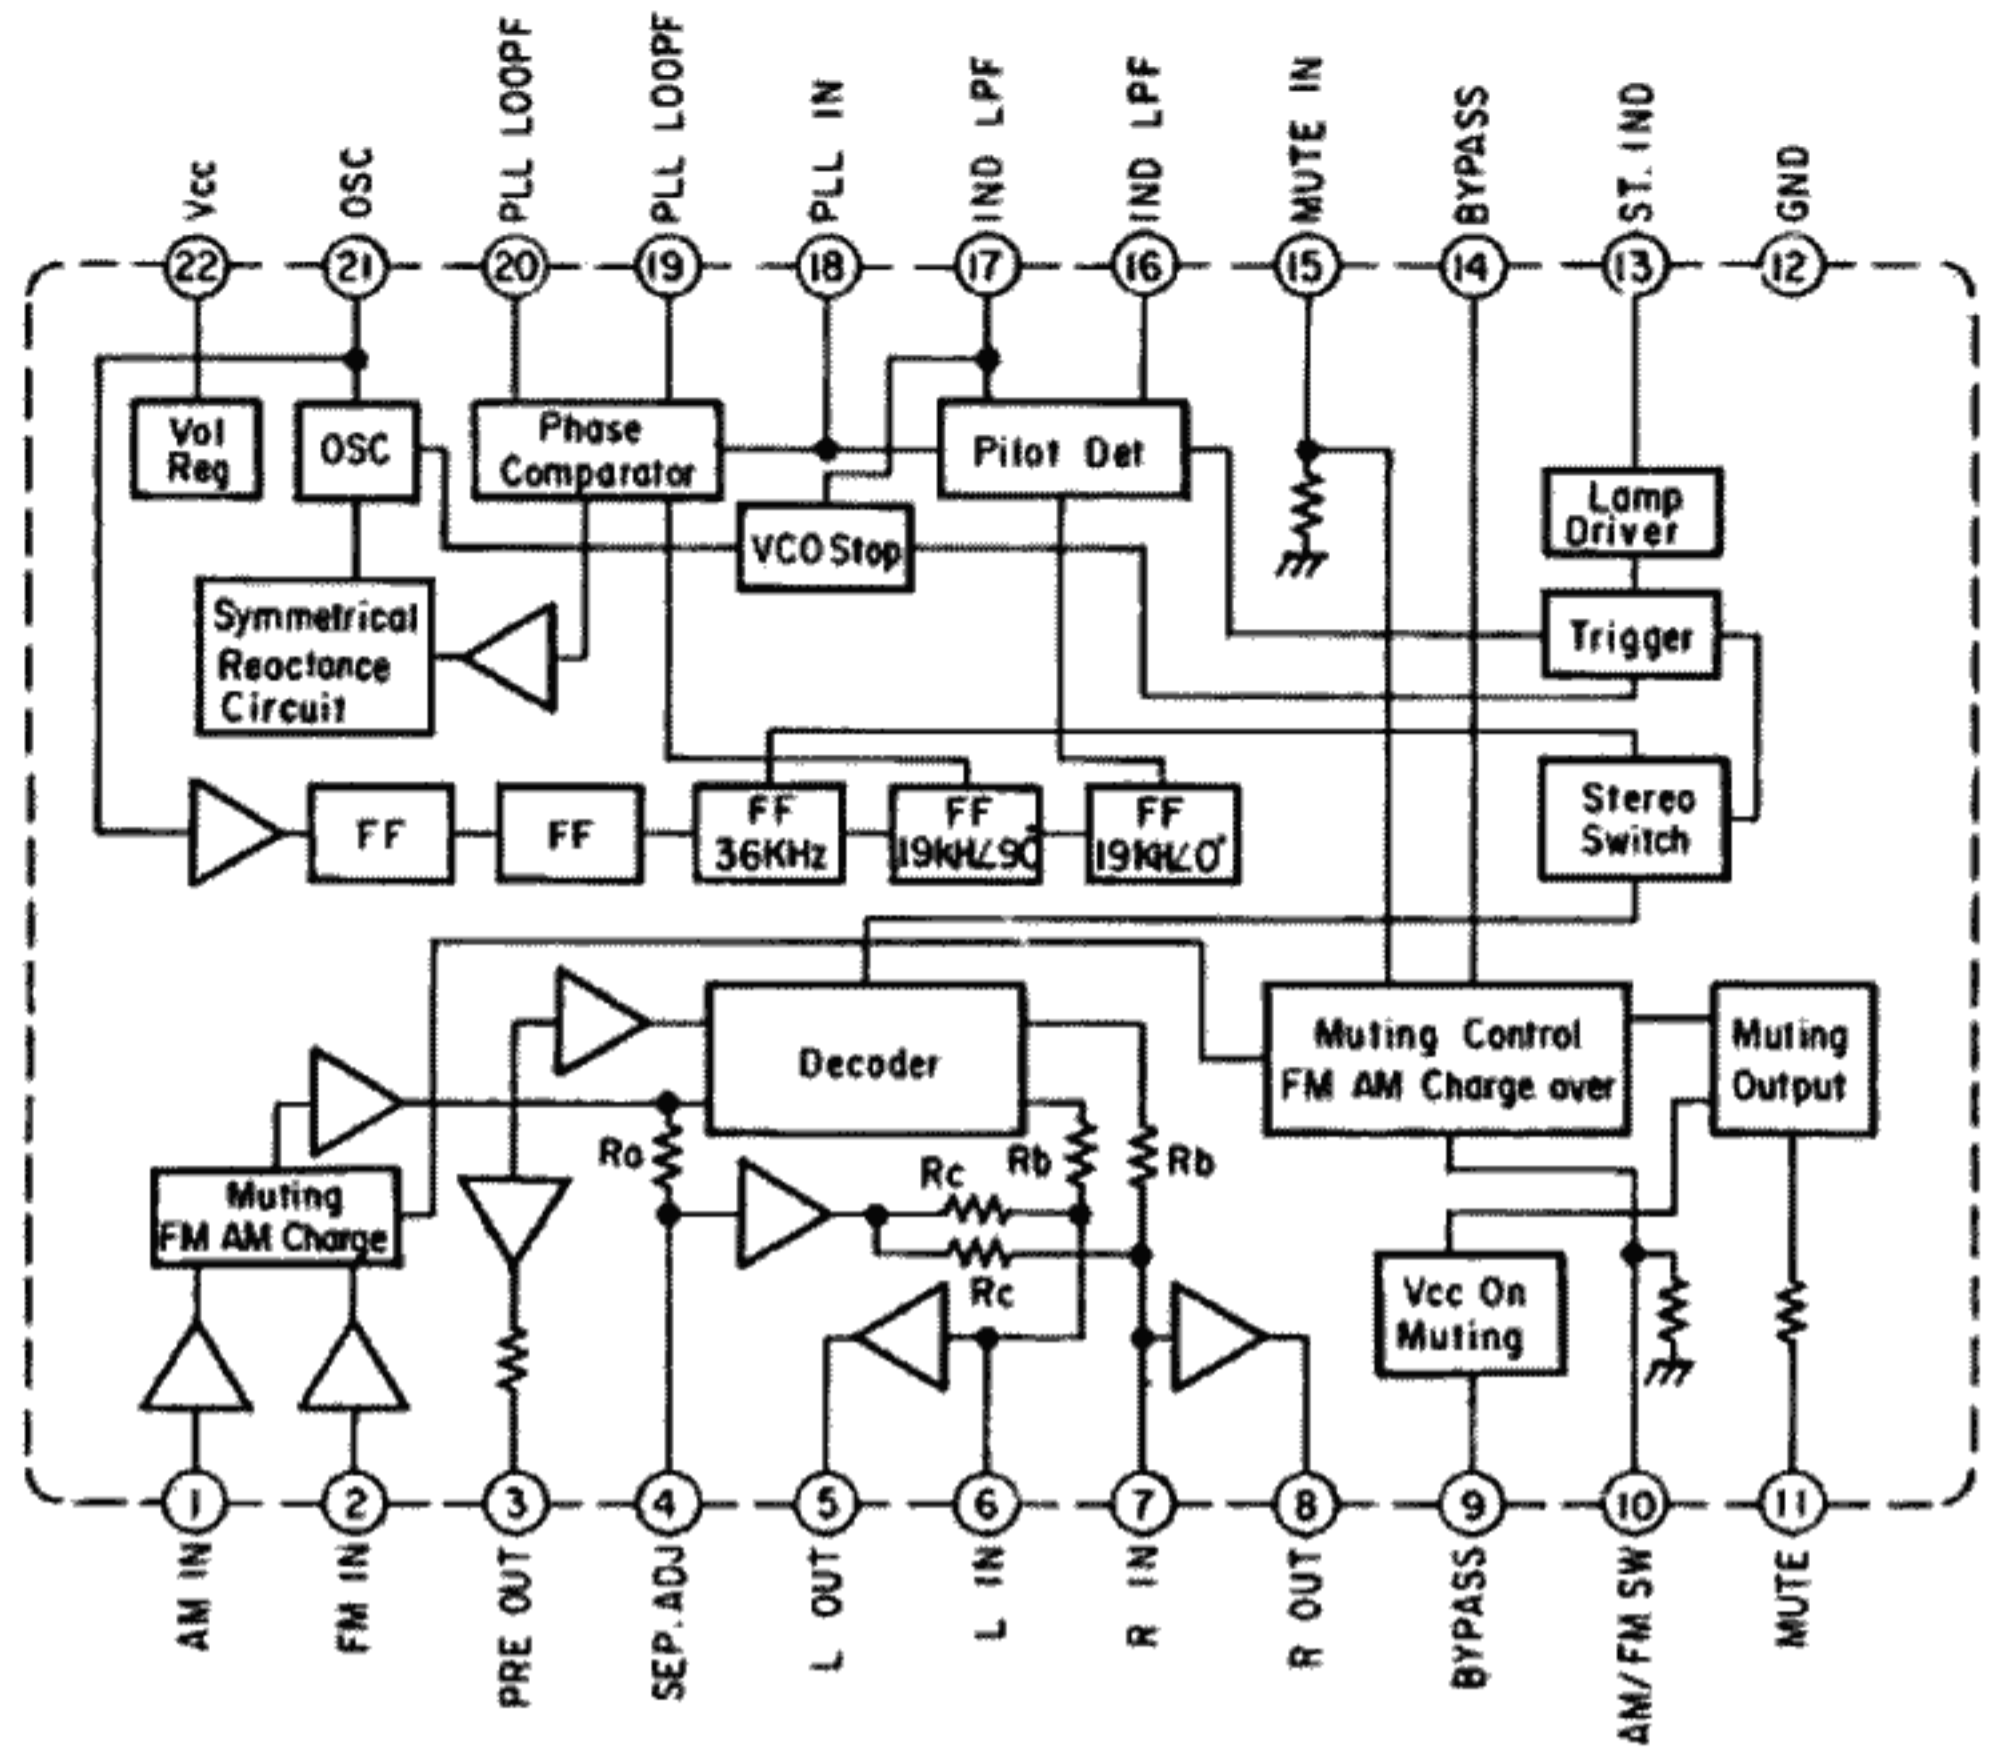 Vcc
OSC
PLL LOOPF
PLL LOOPF
PLL IN
IND LPF
IND LPF
MUTE IN
BYPASS
ST. IND
GND
22
21
20
19
18
17
16
15
14
13
12
Vol
Reg
OSC
Phase
Comparator
Pilot Det
VCO Stop
Lamp
Driver
Symmetrical
Reactance
Circuit
Trigger
FF
FF
FF
36KHz
FF
19kH∠90°
FF
19KH∠0°
Stereo
Switch
Decoder
Muting Control
FM AM Charge over
Muting
Output
Muting
FM AM Charge
Ra
Rc
Rb
Rb
Rc
Vcc On
Muting
1
2
3
4
5
6
7
8
9
10
11
AM IN
FM IN
PRE OUT
SEP. ADJ
L OUT
L IN
R IN
R OUT
BYPASS
AM/FM SW
MUTE